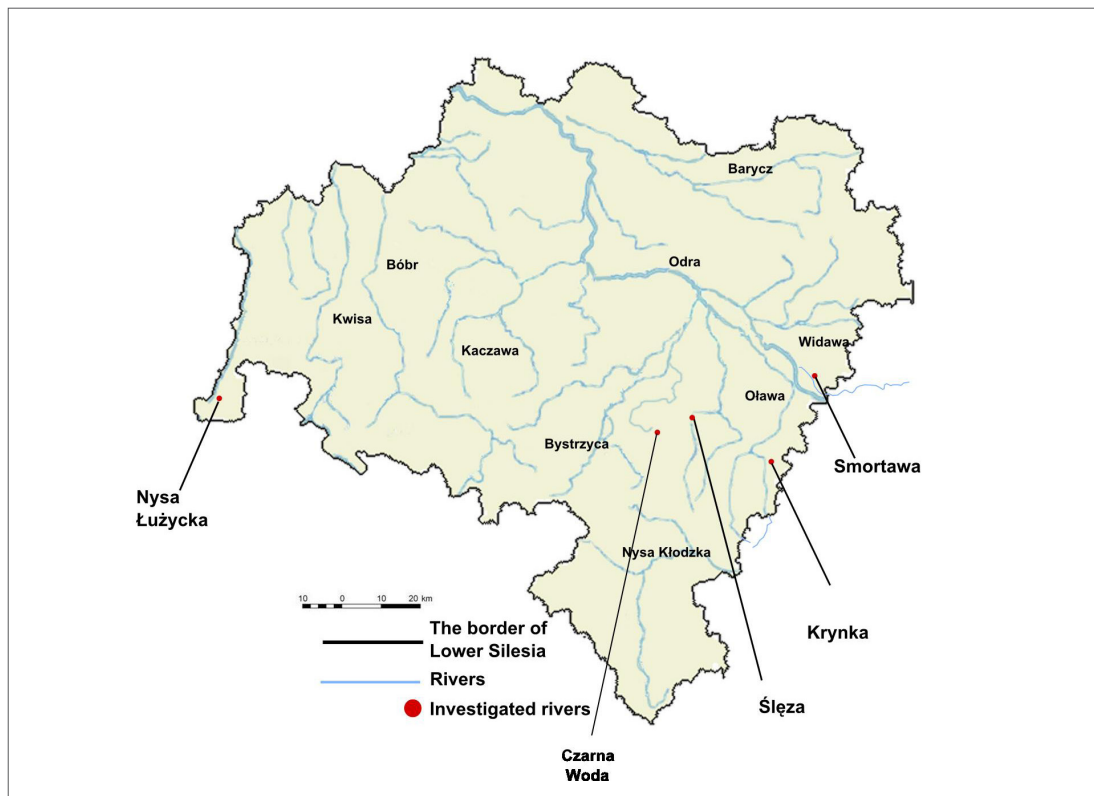 Barycz
Odra
Bóbr
Kwisa
Kaczawa
Widawa
Oława
Bystrzyca
Smortawa
Nysa
Łużycka
Nysa Kłodzka
10 0 10 20 km
The border of
Lower Silesia
Rivers
Investigated rivers
Krynka
Ślęza
Czarna
Woda